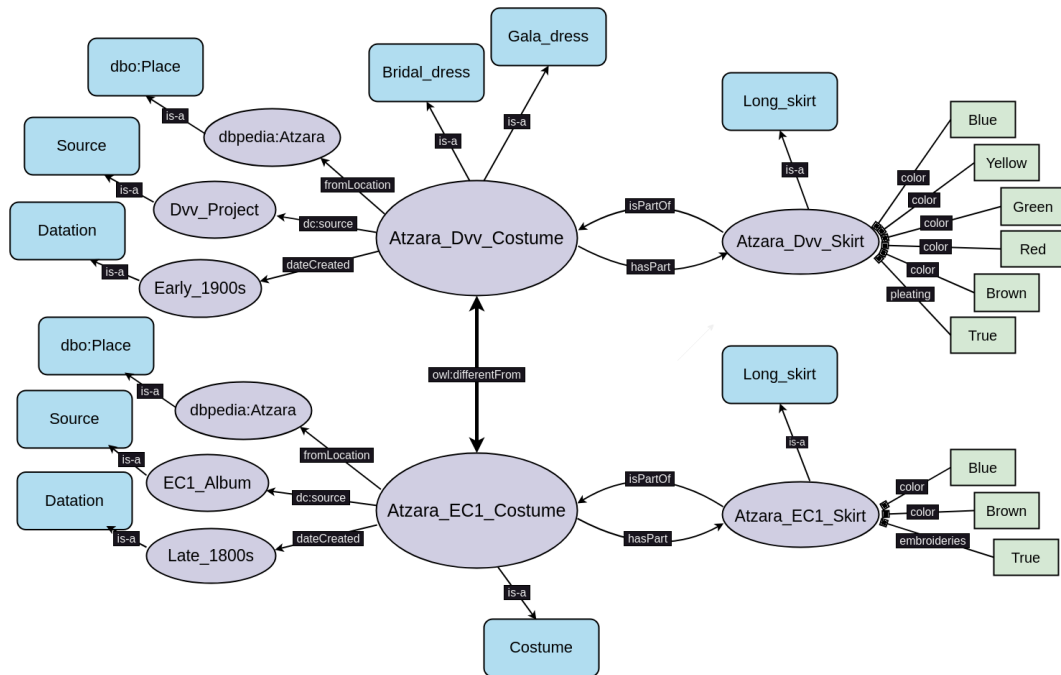 Gala_dress
dbo:Place
Bridal_dress
is-a
is-a
is-a
Long_skirt
Blue
dbpedia:Atzara
Source
is-a
is-a
Yellow
color
fromLocation
color
isPartOf
Dvv_Project
Green
color
Datation
dc:source
Atzara_Dvv_Costume
Atzara_Dvv_Skirt
color
Red
is-a
dateCreated
hasPart
color
Early_1900s
pleating
Brown
True
dbo:Place
Long_skirt
owl:differentFrom
is-a
dbpedia:Atzara
Source
is-a
fromLocation
is-a
isPartOf
Blue
EC1_Album
color
Datation
dc:source
Atzara_EC1_Costume
Atzara_EC1_Skirt
color
Brown
is-a
dateCreated
hasPart
embroideries
Late_1800s
True
is-a
Costume